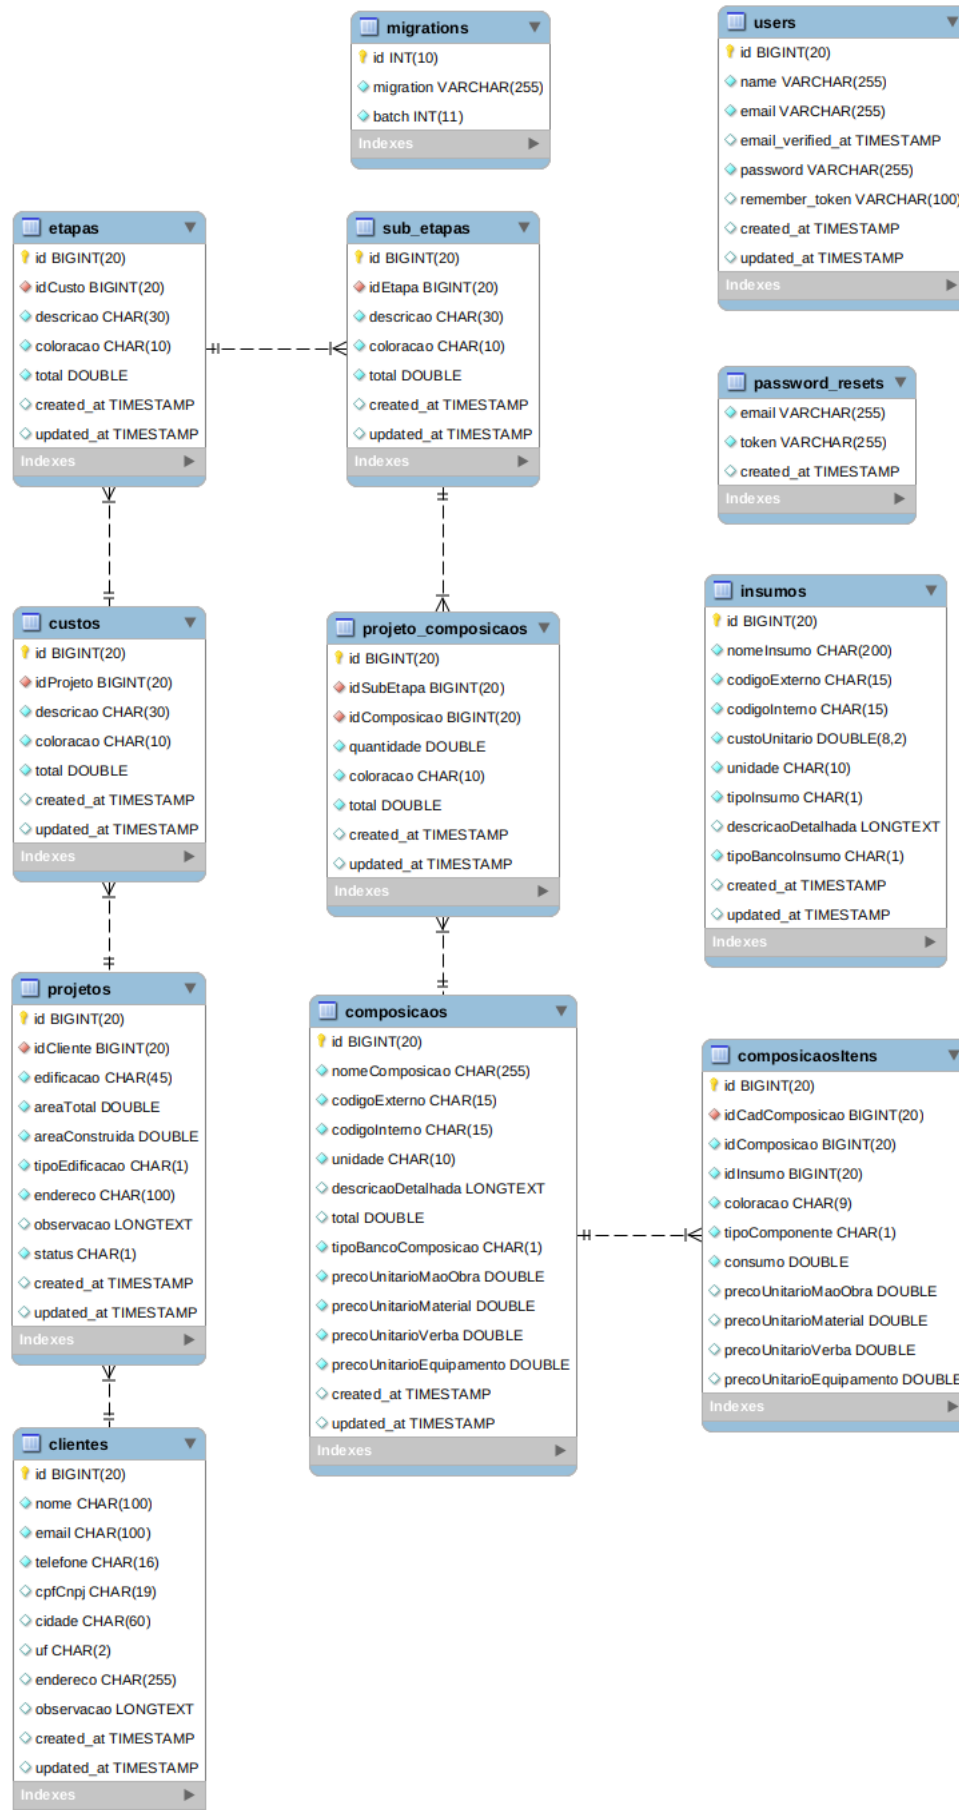 migrations
id INT(10)
migration VARCHAR(255)
batch INT(11)
Indexes
users
id BIGINT(20)
name VARCHAR(255)
email VARCHAR(255)
email_verified_at TIMESTAMP
password VARCHAR(255)
remember_token VARCHAR(100)
created_at TIMESTAMP
updated_at TIMESTAMP
Indexes
etapas
id BIGINT(20)
idCusto BIGINT(20)
descricao CHAR(30)
coloracao CHAR(10)
total DOUBLE
created_at TIMESTAMP
updated_at TIMESTAMP
Indexes
sub_etapas
id BIGINT(20)
idEtapa BIGINT(20)
descricao CHAR(30)
coloracao CHAR(10)
total DOUBLE
created_at TIMESTAMP
updated_at TIMESTAMP
Indexes
password_resets
email VARCHAR(255)
token VARCHAR(255)
created_at TIMESTAMP
Indexes
custos
id BIGINT(20)
idProjeto BIGINT(20)
descricao CHAR(30)
coloracao CHAR(10)
total DOUBLE
created_at TIMESTAMP
updated_at TIMESTAMP
Indexes
projeto_composicaos
id BIGINT(20)
idSubEtapa BIGINT(20)
idComposicao BIGINT(20)
quantidade DOUBLE
coloracao CHAR(10)
total DOUBLE
created_at TIMESTAMP
updated_at TIMESTAMP
Indexes
insumos
id BIGINT(20)
nomeInsumo CHAR(200)
codigoExterno CHAR(15)
codigoInterno CHAR(15)
custoUnitario DOUBLE(8,2)
unidade CHAR(10)
tipoInsumo CHAR(1)
descricaoDetalhada LONGTEXT
tipoBancoInsumo CHAR(1)
created_at TIMESTAMP
updated_at TIMESTAMP
Indexes
projetos
id BIGINT(20)
idCliente BIGINT(20)
edificacao CHAR(45)
areaTotal DOUBLE
areaConstruida DOUBLE
tipoEdificacao CHAR(1)
endereco CHAR(100)
observacao LONGTEXT
status CHAR(1)
created_at TIMESTAMP
updated_at TIMESTAMP
Indexes
composicaos
id BIGINT(20)
nomeComposicao CHAR(255)
codigoExterno CHAR(15)
codigoInterno CHAR(15)
unidade CHAR(10)
descricaoDetalhada LONGTEXT
total DOUBLE
tipoBancoComposicao CHAR(1)
precoUnitarioMaoObra DOUBLE
precoUnitarioMaterial DOUBLE
precoUnitarioVerba DOUBLE
precoUnitarioEquipamento DOUBLE
created_at TIMESTAMP
updated_at TIMESTAMP
Indexes
composicaosItens
id BIGINT(20)
idCadComposicao BIGINT(20)
idComposicao BIGINT(20)
idInsumo BIGINT(20)
coloracao CHAR(9)
tipoComponente CHAR(1)
consumo DOUBLE
precoUnitarioMaoObra DOUBLE
precoUnitarioMaterial DOUBLE
precoUnitarioVerba DOUBLE
precoUnitarioEquipamento DOUBLE
Indexes
clientes
id BIGINT(20)
nome CHAR(100)
email CHAR(100)
telefone CHAR(16)
cpfCnpj CHAR(19)
cidade CHAR(60)
uf CHAR(2)
endereco CHAR(255)
observacao LONGTEXT
created_at TIMESTAMP
updated_at TIMESTAMP
Indexes